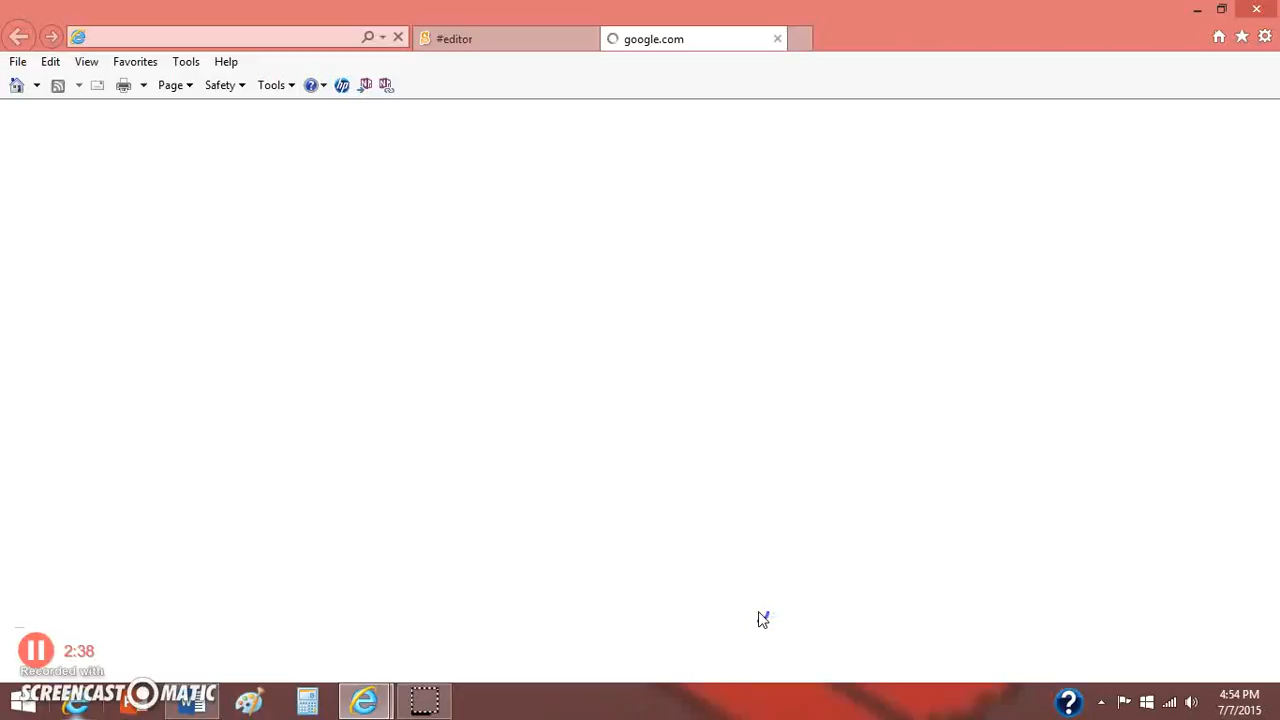 #editor
google.com
File Edit View Favorites Tools Help
Page Safety Tools
2:38
Recorded with
SCREENCAST MATIC
4:54 PM
7/7/2015